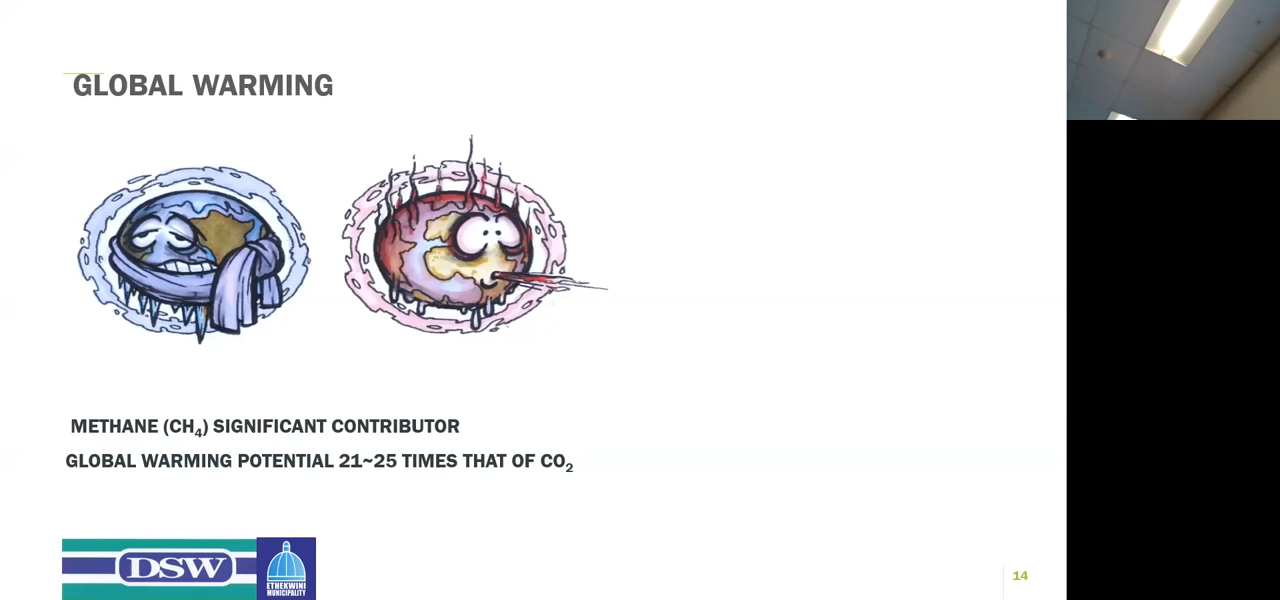 GLOBAL WARMING
METHANE (CH4) SIGNIFICANT CONTRIBUTOR
GLOBAL WARMING POTENTIAL 21~25 TIMES THAT OF CO2
DSW
ETHEKWINI
MUNICIPALITY
14